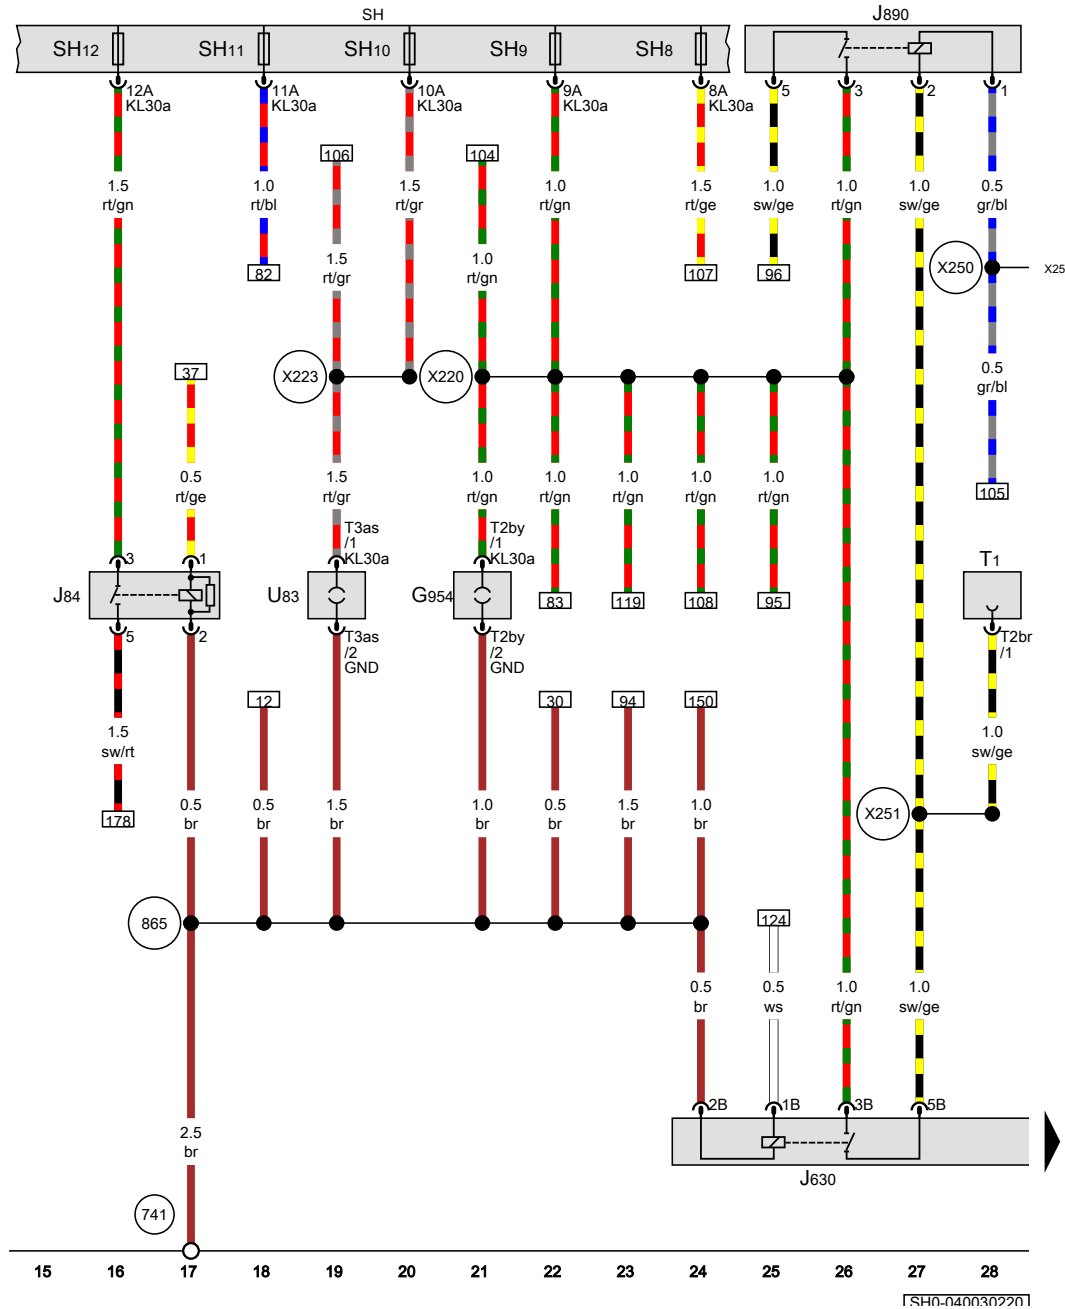 SH
J890
SH12
SH11
SH10
SH9
SH8
12A
KL30a
11A
KL30a
10A
KL30a
9A
KL30a
8A
KL30a
5
3
2
1
106
104
1.5
rt/gn
1.0
rt/bl
1.5
rt/gr
1.0
rt/gn
1.5
rt/ge
1.0
sw/ge
1.0
rt/gn
1.0
sw/ge
0.5
gr/bl
1.5
rt/gr
1.0
rt/gn
82
107
96
X250
X25
37
X223
X220
0.5
gr/bl
0.5
rt/ge
1.5
rt/gr
1.0
rt/gn
1.0
rt/gn
1.0
rt/gn
1.0
rt/gn
1.0
rt/gn
105
T3as
/1
KL30a
T2by
/1
KL30a
3
1
T1
J84
U83
G954
83
119
108
95
5
2
T3as
/2
GND
T2by
/2
GND
T2br
/1
12
30
94
150
1.5
sw/rt
1.0
sw/ge
178
0.5
br
0.5
br
1.5
br
1.0
br
0.5
br
1.5
br
1.0
br
X251
865
124
0.5
br
0.5
ws
1.0
rt/gn
1.0
sw/ge
2B
1B
3B
5B
2.5
br
J630
741
15
16
17
18
19
20
21
22
23
24
25
26
27
28
SH0-040030220